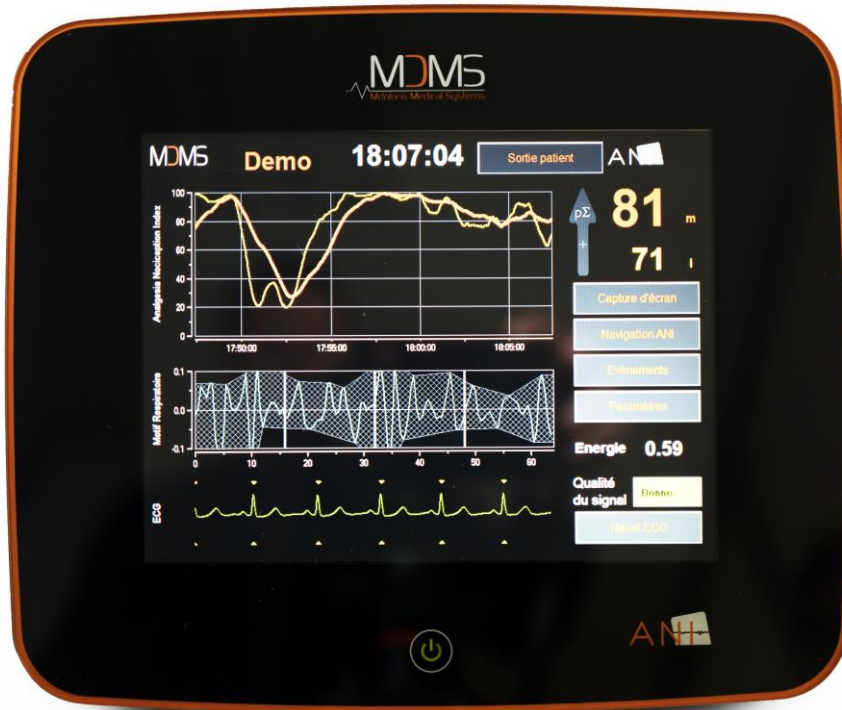 MDMS
Mdoloris Medical Systems
MDMS
Demo
18:07:04
Sortie patient
ANI
Analgesia Nociception Index
100
80
60
40
20
0
17:50:00
17:55:00
18:00:00
18:05:00
pΣ
+
81 m
71 I
Capture d'écran
Navigation ANI
Evènements
Paramètres
Motif Respiratoire
0.1
0.0
-0.1
0
10
20
30
40
50
60
Energie 0.59
Qualité
du signal
Bonne
ECG
Reset ECG
ANI